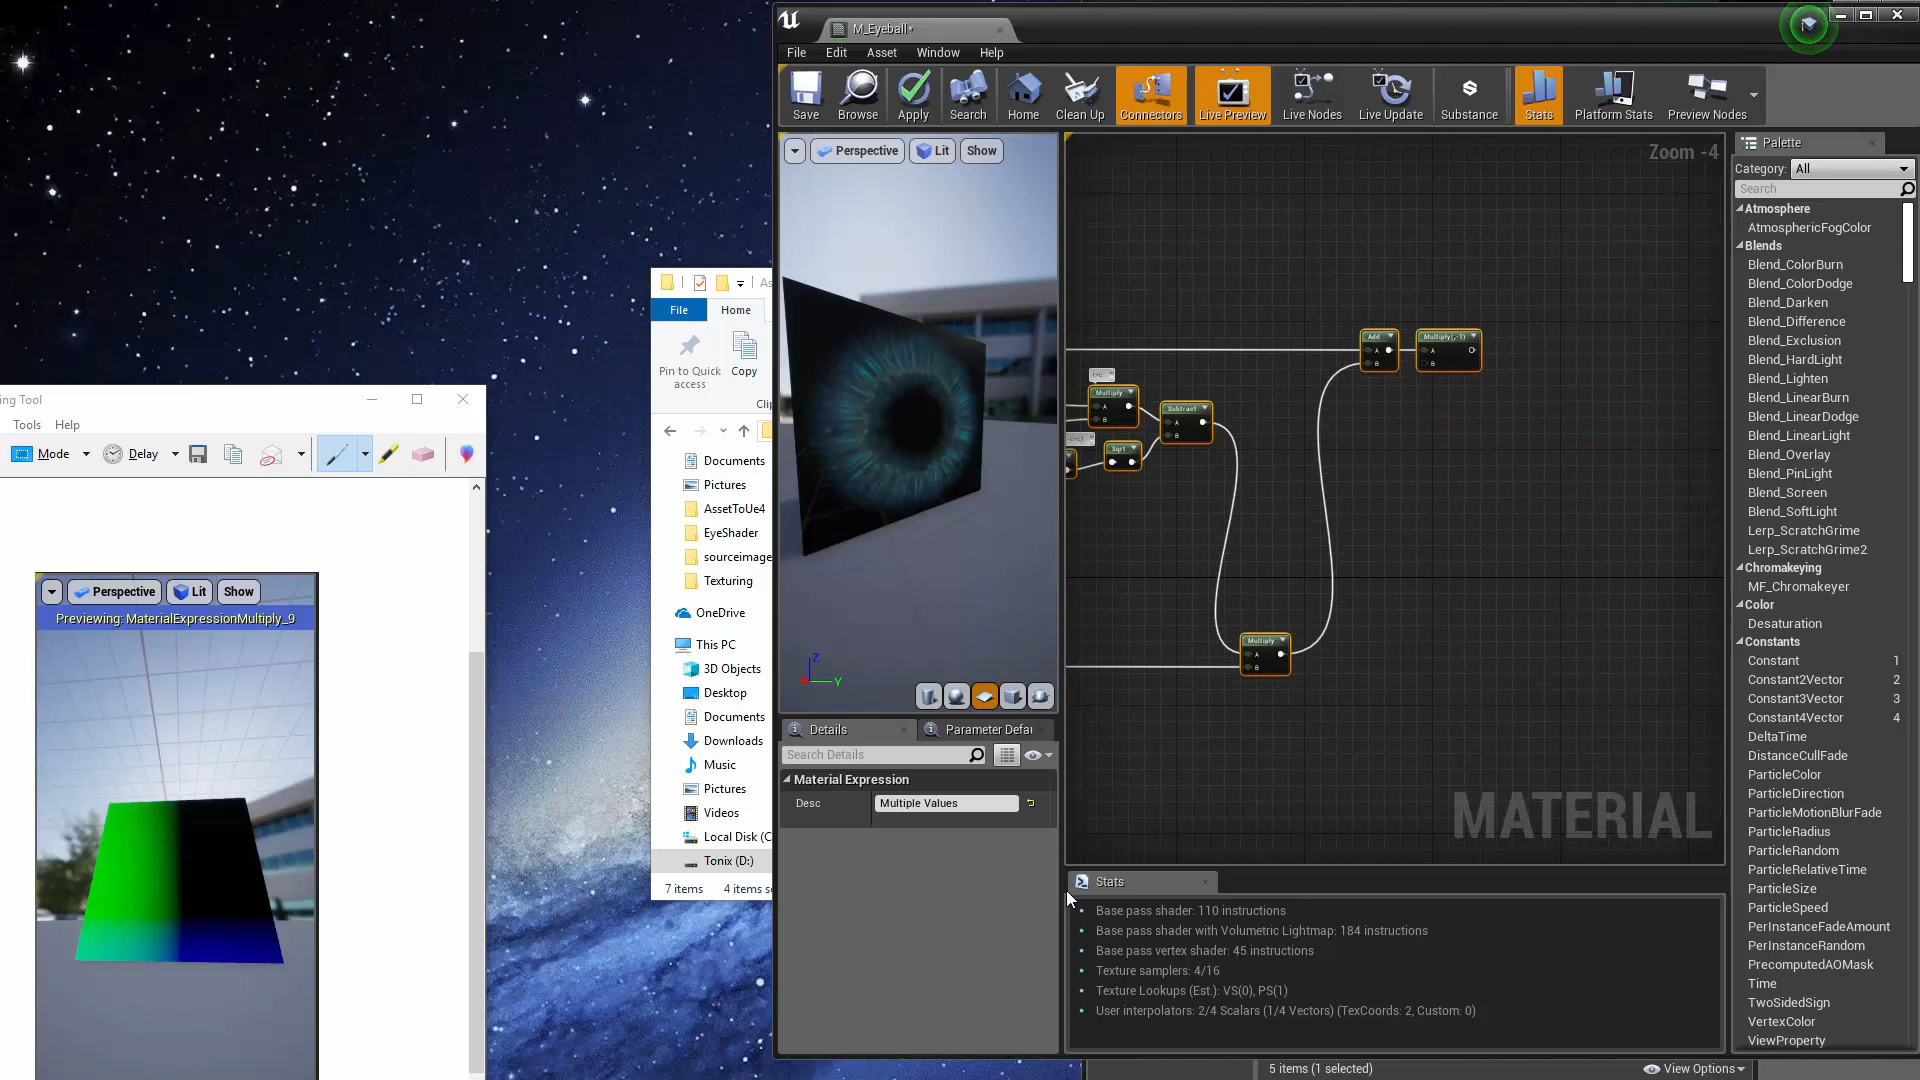 M_Eyeball*
File Edit Asset Window Help
Save Browse Apply Search Home Clean Up Connectors Live Preview Live Nodes Live Update Substance Stats Platform Stats Preview Nodes
Perspective Lit Show
Zoom -4
Palette
Category: All
Search
Atmosphere
AtmosphericFogColor
Blends
Blend_ColorBurn
Blend_ColorDodge
Blend_Darken
Blend_Difference
Blend_Exclusion
Blend_HardLight
Blend_Lighten
Blend_LinearBurn
Blend_LinearDodge
Blend_LinearLight
Blend_Overlay
Blend_PinLight
Blend_Screen
Blend_SoftLight
Lerp_ScratchGrime
Lerp_ScratchGrime2
Chromakeying
MF_Chromakeyer
Color
Desaturation
Constants
Constant 1
Constant2Vector 2
Constant3Vector 3
Constant4Vector 4
DeltaTime
DistanceCullFade
ParticleColor
ParticleDirection
ParticleMotionBlurFade
ParticleRadius
ParticleRandom
ParticleRelativeTime
ParticleSize
ParticleSpeed
PerInstanceFadeAmount
PerInstanceRandom
PrecomputedAOMask
Time
TwoSidedSign
VertexColor
ViewProperty
Add
A
B
Multiply(,-1)
A
B
Multiply
A
B
Subtract
A
B
Sqrt
Multiply
A
B
MATERIAL
Z
Y
Details
Parameter Defau
Search Details
Material Expression
Desc Multiple Values
Stats
Base pass shader: 110 instructions
Base pass shader with Volumetric Lightmap: 184 instructions
Base pass vertex shader: 45 instructions
Texture samplers: 4/16
Texture Lookups (Est.): VS(0), PS(1)
User interpolators: 2/4 Scalars (1/4 Vectors) (TexCoords: 2, Custom: 0)
5 items (1 selected)
View Options
As
File Home
Pin to Quick access
Copy
Clip
Documents
Pictures
AssetToUe4
EyeShader
sourceimage
Texturing
OneDrive
This PC
3D Objects
Desktop
Documents
Downloads
Music
Pictures
Videos
Local Disk (C
Tonix (D:)
7 items 4 items se
ing Tool
Tools Help
Mode Delay
Perspective Lit Show
Previewing: MaterialExpressionMultiply_9